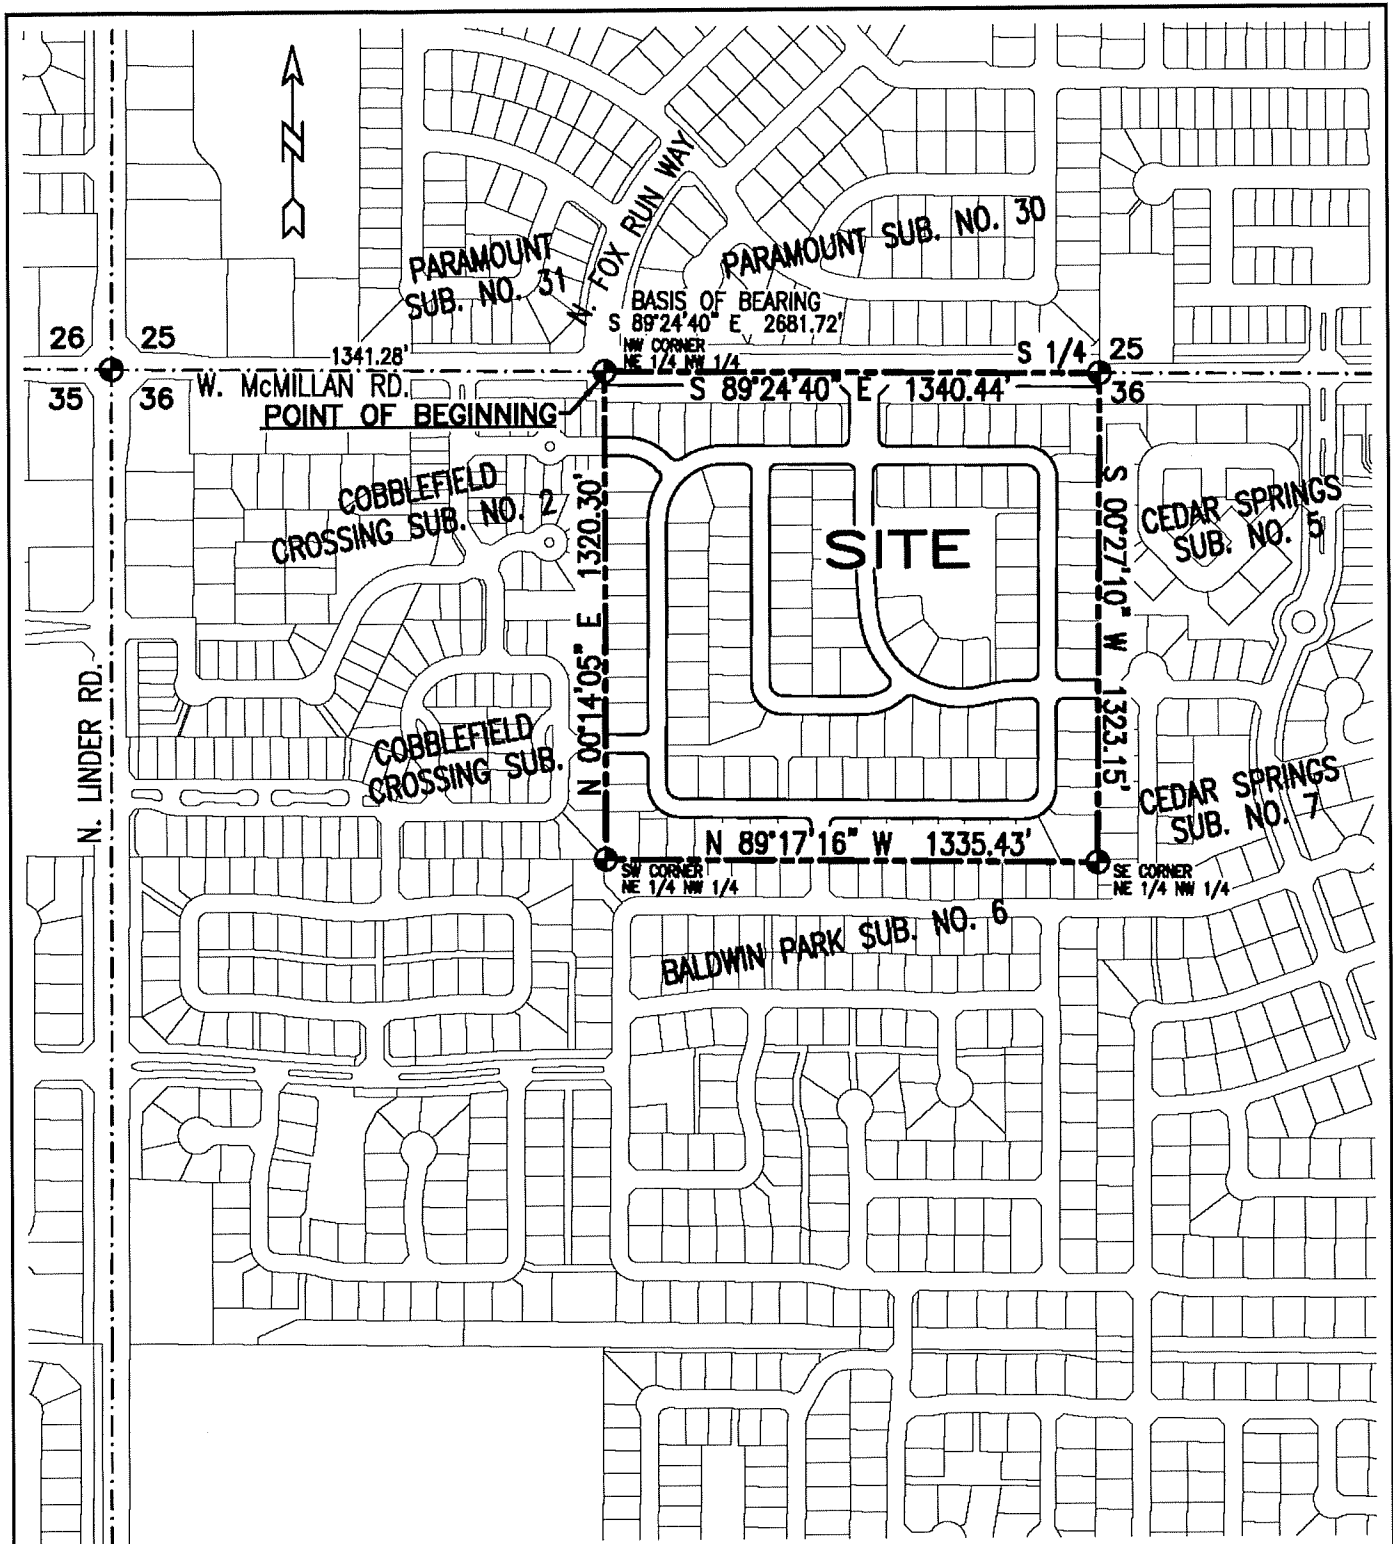 N
N. FOX RUN WAY
PARAMOUNT
SUB. NO. 31
PARAMOUNT SUB. NO. 30
BASIS OF BEARING
S 89°24'40" E 2681.72'
26
25
1341.28'
NW CORNER
NE 1/4 NW 1/4
S 1/4
25
35
36
W. McMILLAN RD.
S 89°24'40" E 1340.44'
36
POINT OF BEGINNING
COBBLEFIELD
CROSSING SUB. NO. 2
N 00°14'05" E 1320.30'
SITE
S 00°27'10" W 1323.15'
CEDAR SPRINGS
SUB. NO. 5
N. LINDER RD.
COBBLEFIELD
CROSSING SUB.
CEDAR SPRINGS
SUB. NO. 7
N 89°17'16" W 1335.43'
SW CORNER
NE 1/4 NW 1/4
SE CORNER
NE 1/4 NW 1/4
BALDWIN PARK SUB. NO. 6